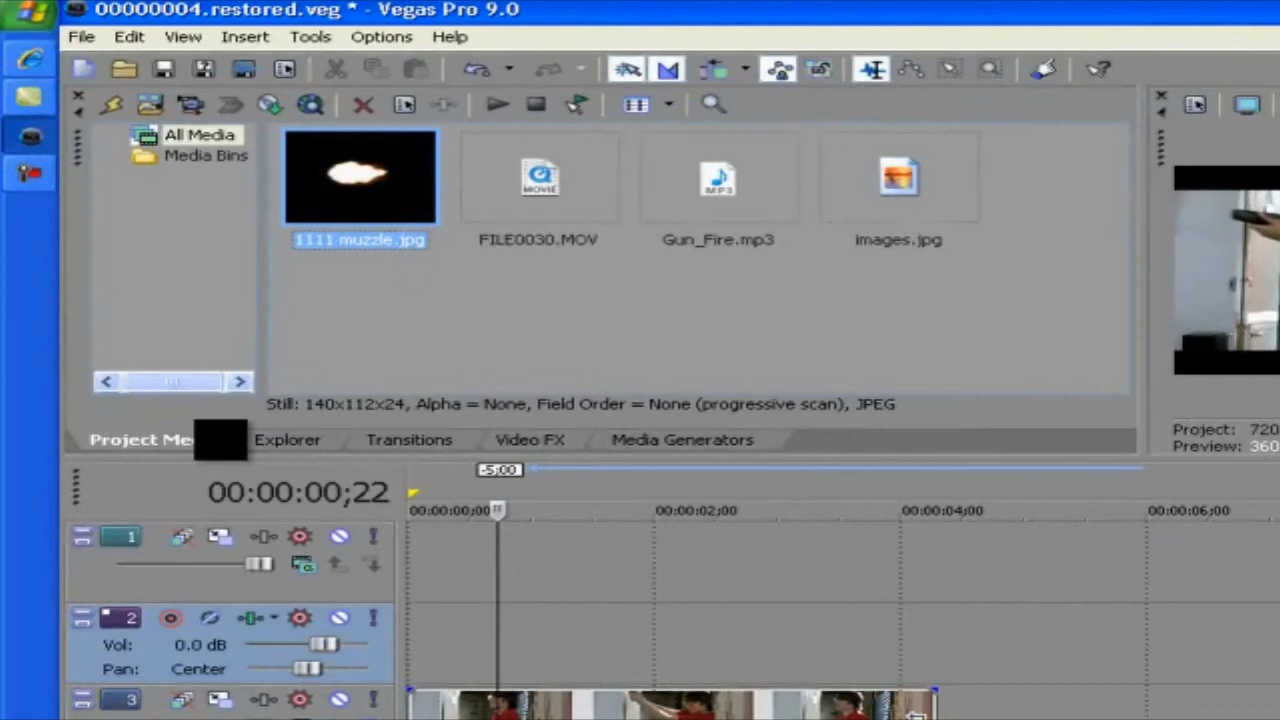 00000004.restored.veg * - Vegas Pro 9.0
File Edit View Insert Tools Options Help
All Media
Media Bins
MOVIE
MP3
1111 muzzle.jpg FILE0030.MOV Gun_Fire.mp3 images.jpg
Still: 140x112x24, Alpha = None, Field Order = None (progressive scan), JPEG
Project Me Explorer Transitions Video FX Media Generators
Project: 720
Preview: 360
-5:00
00:00:00;22
00:00:00;00 00:00:02;00 00:00:04;00 00:00:06;00
1
2
Vol: 0.0 dB
Pan: Center
3